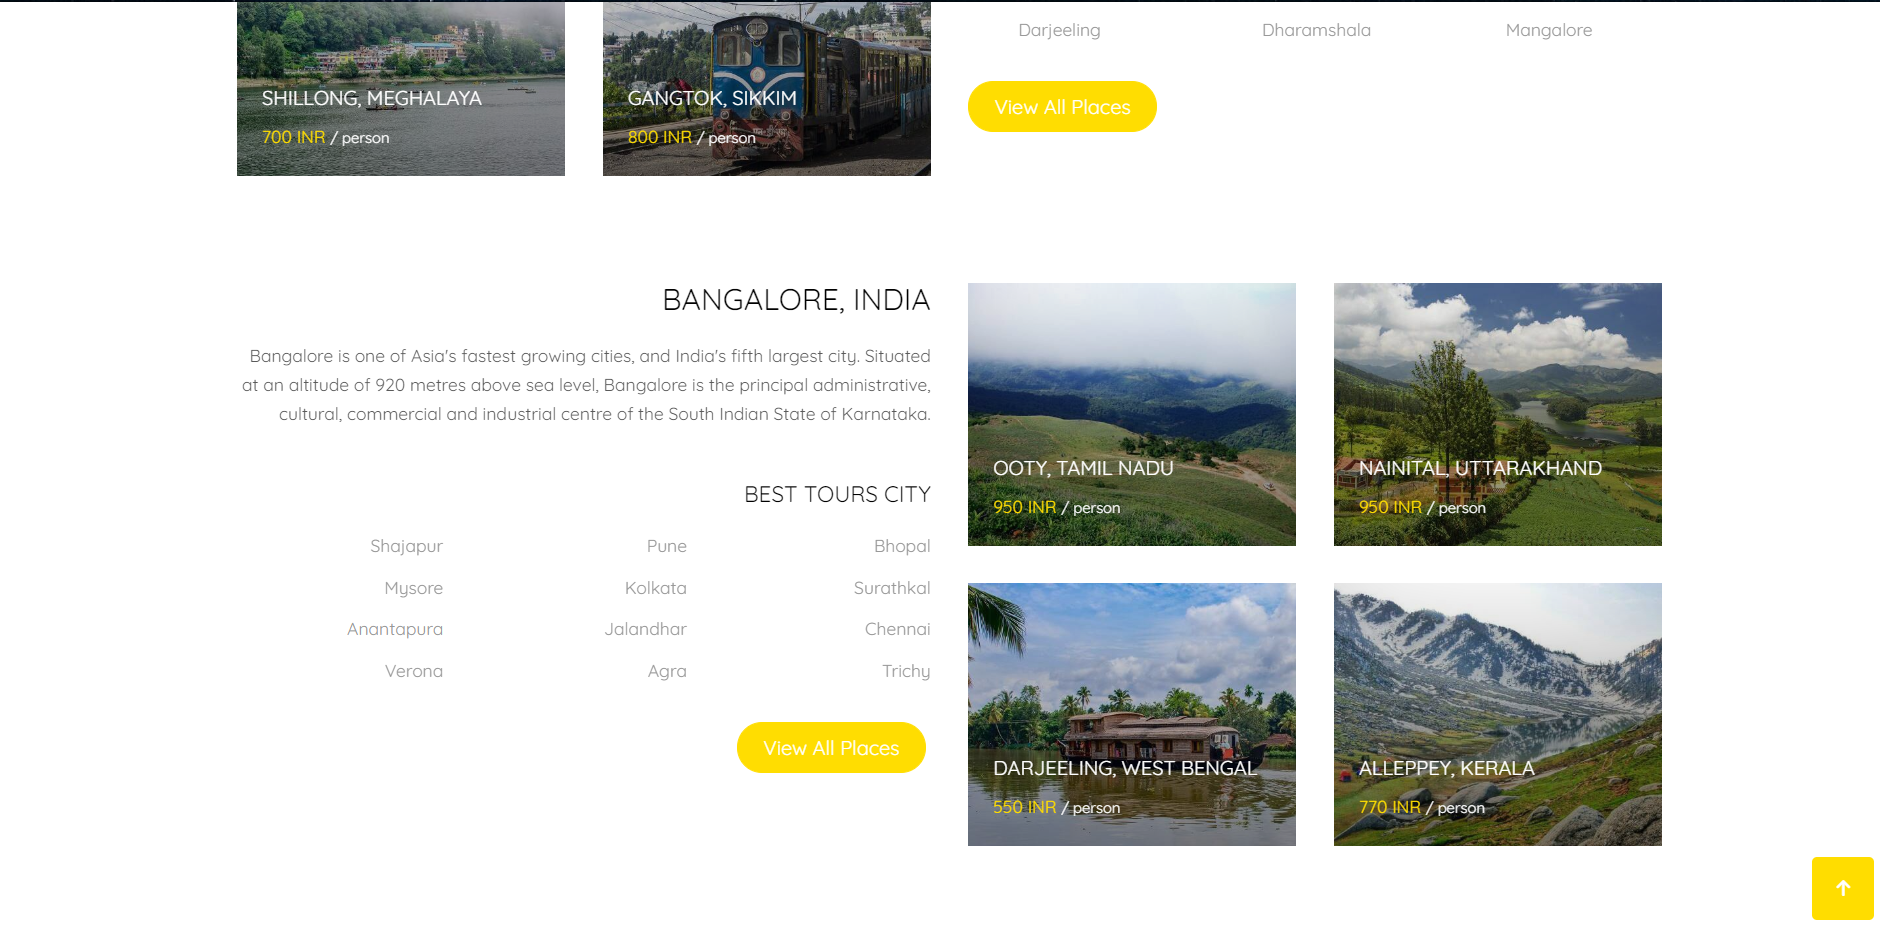 SHILLONG, MEGHALAYA
700 INR / person
GANGTOK, SIKKIM
800 INR / person
Darjeeling
Dharamshala
Mangalore
View All Places
BANGALORE, INDIA
Bangalore is one of Asia's fastest growing cities, and India's fifth largest city. Situated
at an altitude of 920 metres above sea level, Bangalore is the principal administrative,
cultural, commercial and industrial centre of the South Indian State of Karnataka.
BEST TOURS CITY
Shajapur
Pune
Bhopal
Mysore
Kolkata
Surathkal
Anantapura
Jalandhar
Chennai
Verona
Agra
Trichy
View All Places
OOTY, TAMIL NADU
950 INR / person
NAINITAL, UTTARAKHAND
950 INR / person
DARJEELING, WEST BENGAL
550 INR / person
ALLEPPEY, KERALA
770 INR / person